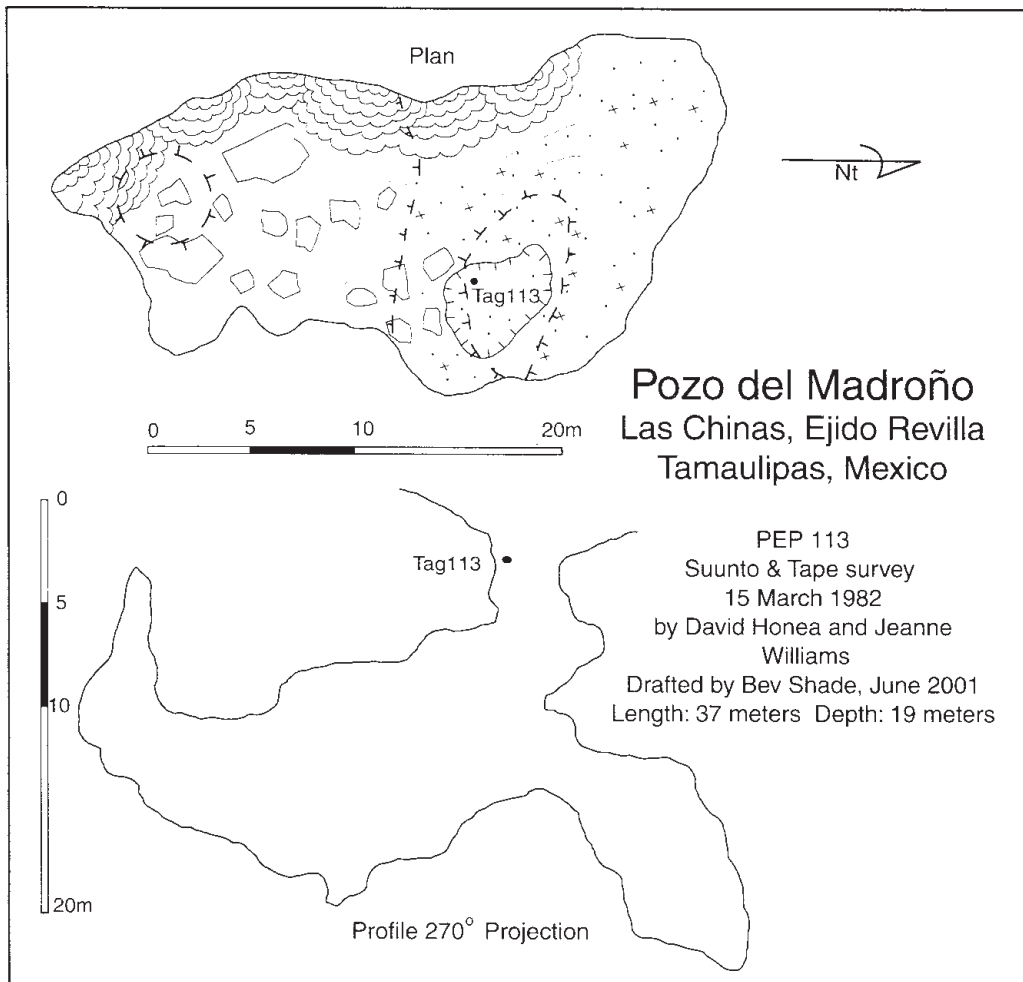 Plan
Nt
Tag113
0 5 10 20m
Pozo del Madroño
Las Chinas, Ejido Revilla
Tamaulipas, Mexico
0
5
10
20m
Tag113
PEP 113
Suunto & Tape survey
15 March 1982
by David Honea and Jeanne
Williams
Drafted by Bev Shade, June 2001
Length: 37 meters Depth: 19 meters
Profile 270° Projection